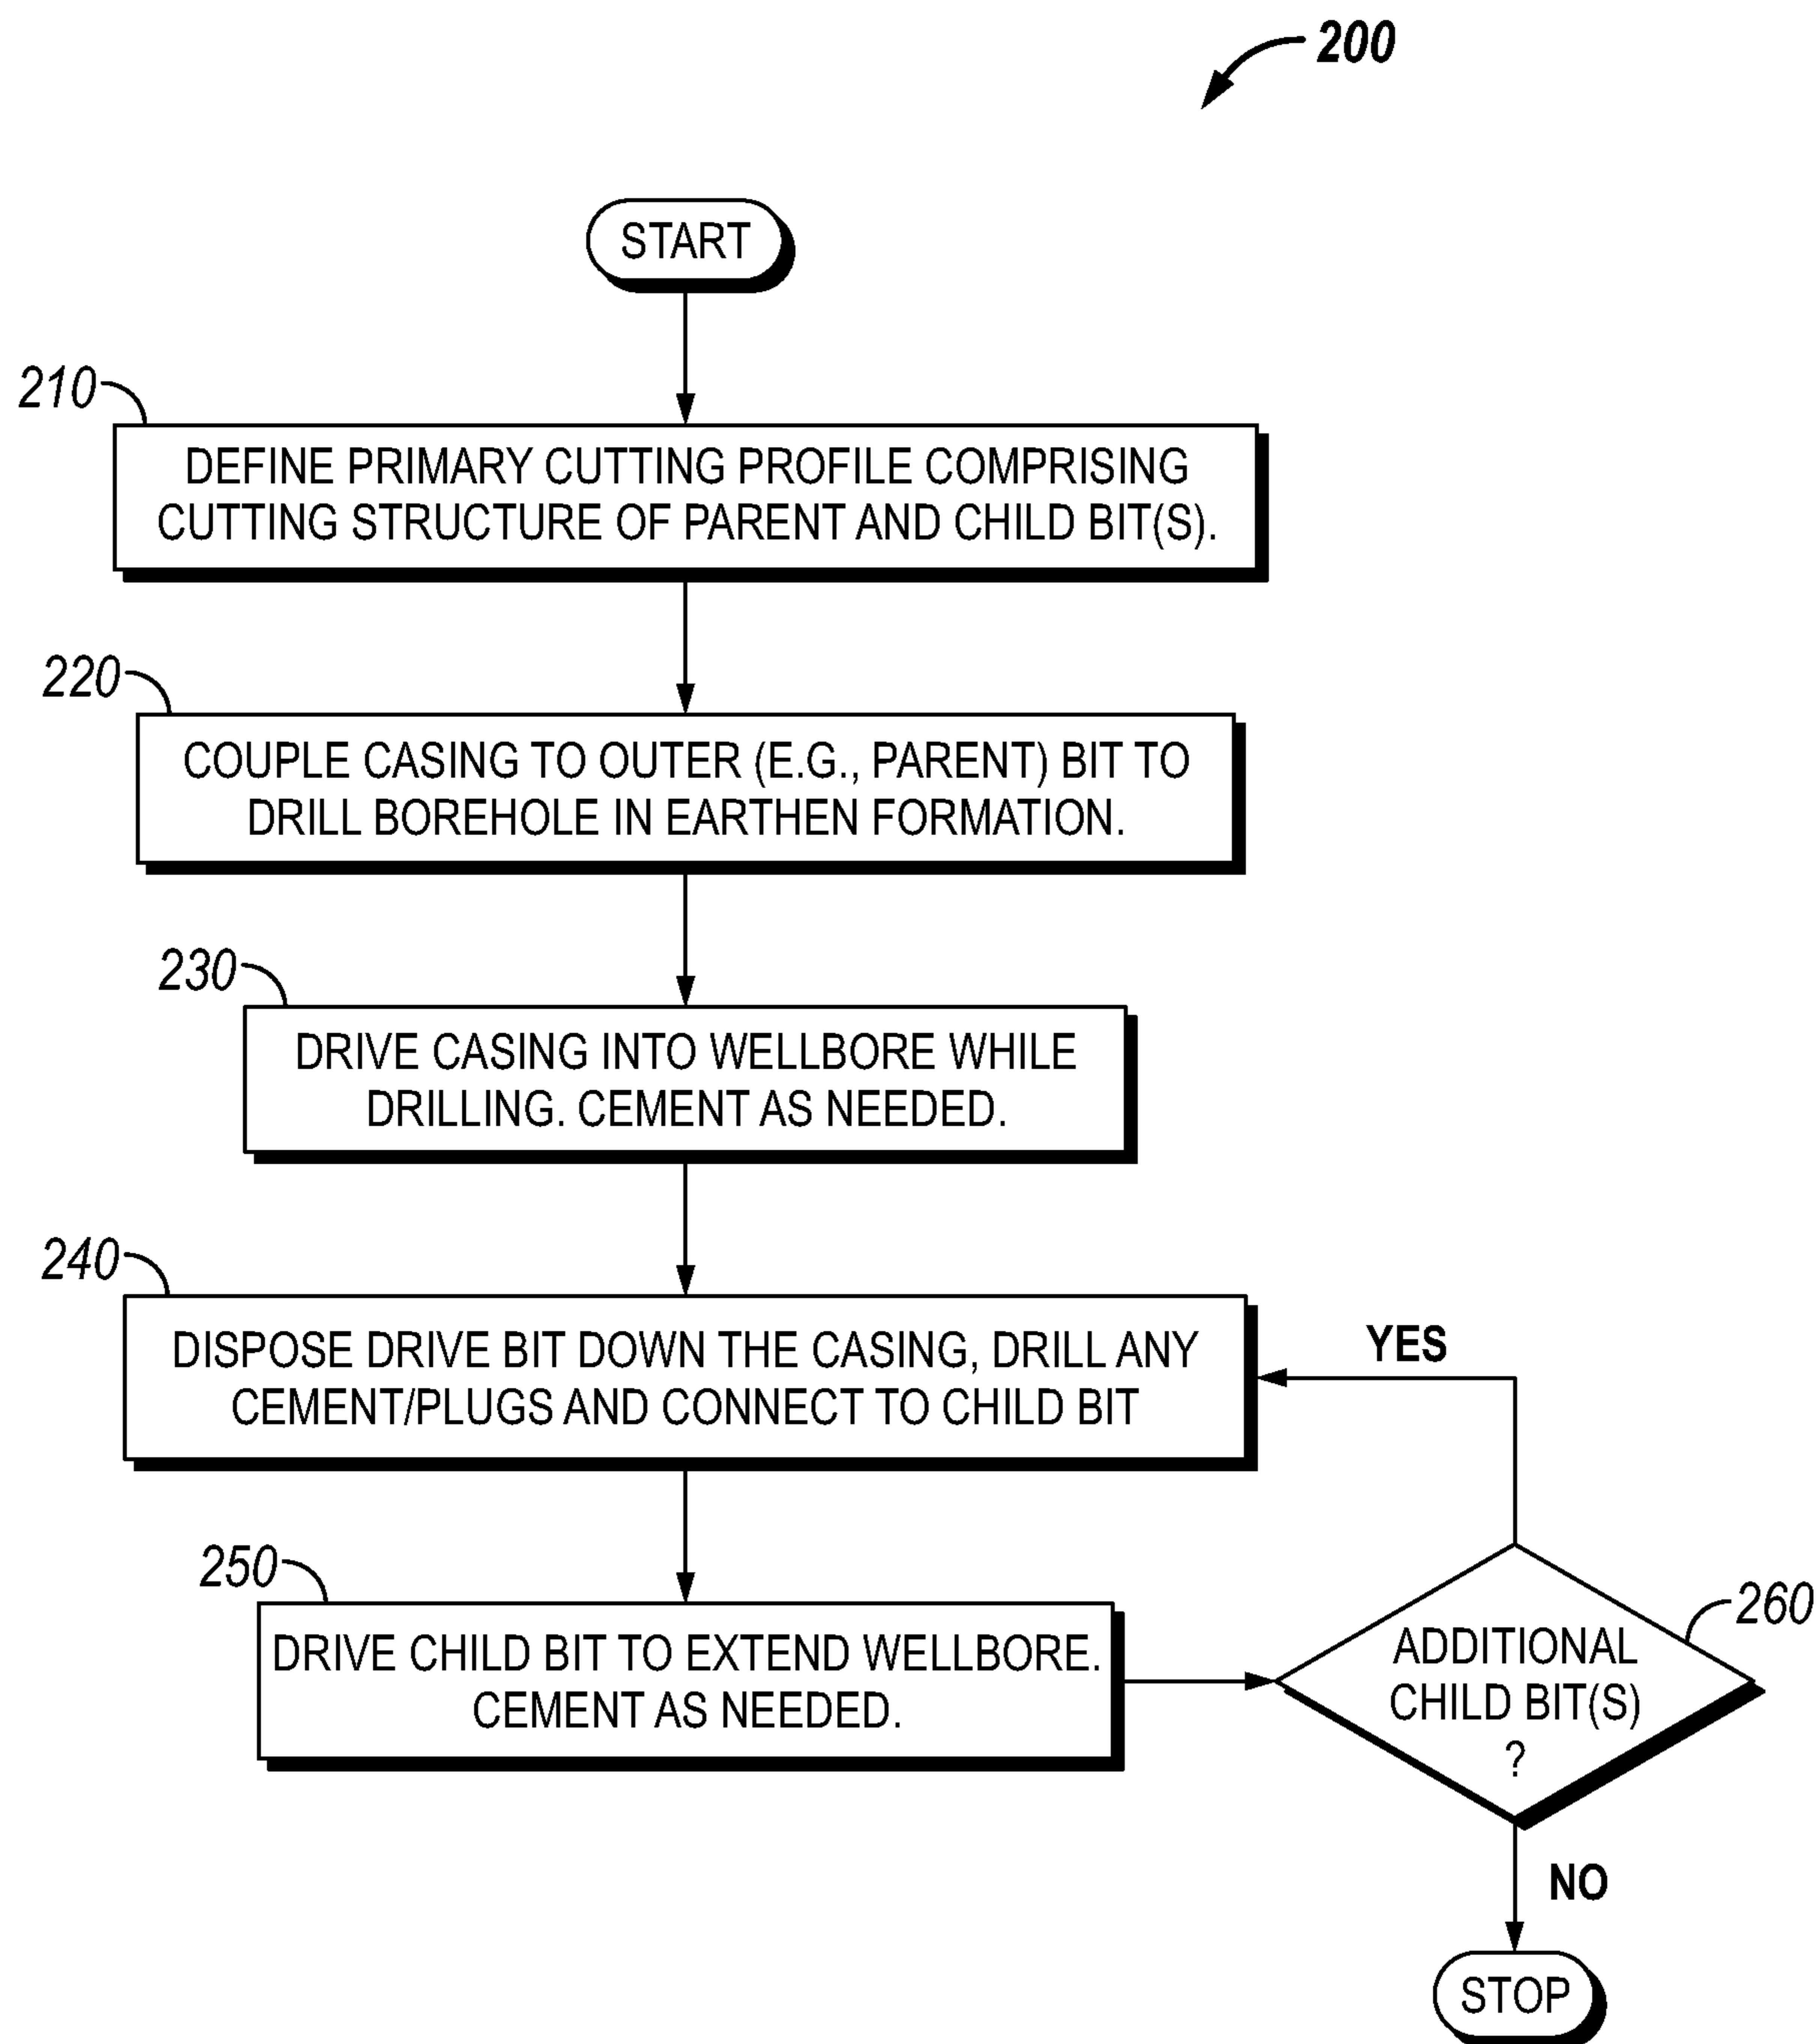 200
START
210
DEFINE PRIMARY CUTTING PROFILE COMPRISING
CUTTING STRUCTURE OF PARENT AND CHILD BIT(S).
220
COUPLE CASING TO OUTER (E.G., PARENT) BIT TO
DRILL BOREHOLE IN EARTHEN FORMATION.
230
DRIVE CASING INTO WELLBORE WHILE
DRILLING. CEMENT AS NEEDED.
240
DISPOSE DRIVE BIT DOWN THE CASING, DRILL ANY
CEMENT/PLUGS AND CONNECT TO CHILD BIT
YES
250
DRIVE CHILD BIT TO EXTEND WELLBORE.
CEMENT AS NEEDED.
260
ADDITIONAL
CHILD BIT(S)
?
NO
STOP